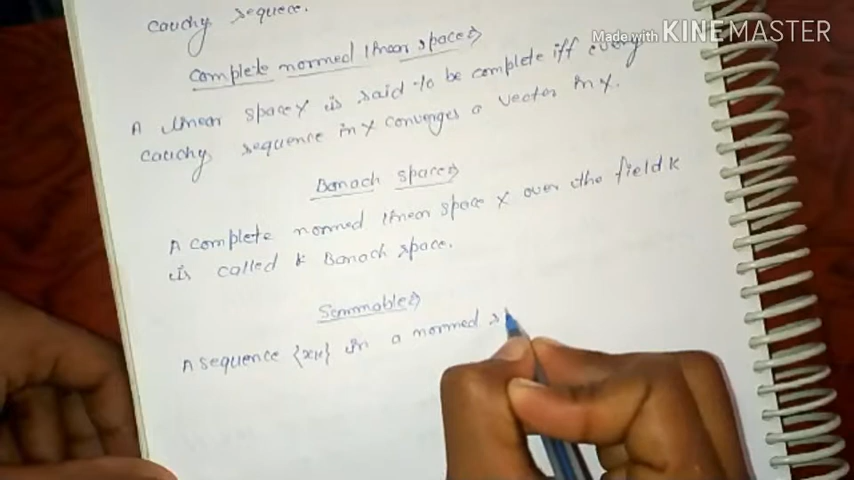 Cauchy sequece.
Made with KINEMASTER
Complete normed linear space⇒
A linear space X is said to be complete iff every
Cauchy sequence in X converges a vector in X.
Banach space⇒
A complete normed linear space X over the field K
is called Banach space.
Summable⇒
A sequence {xn} in a normed s